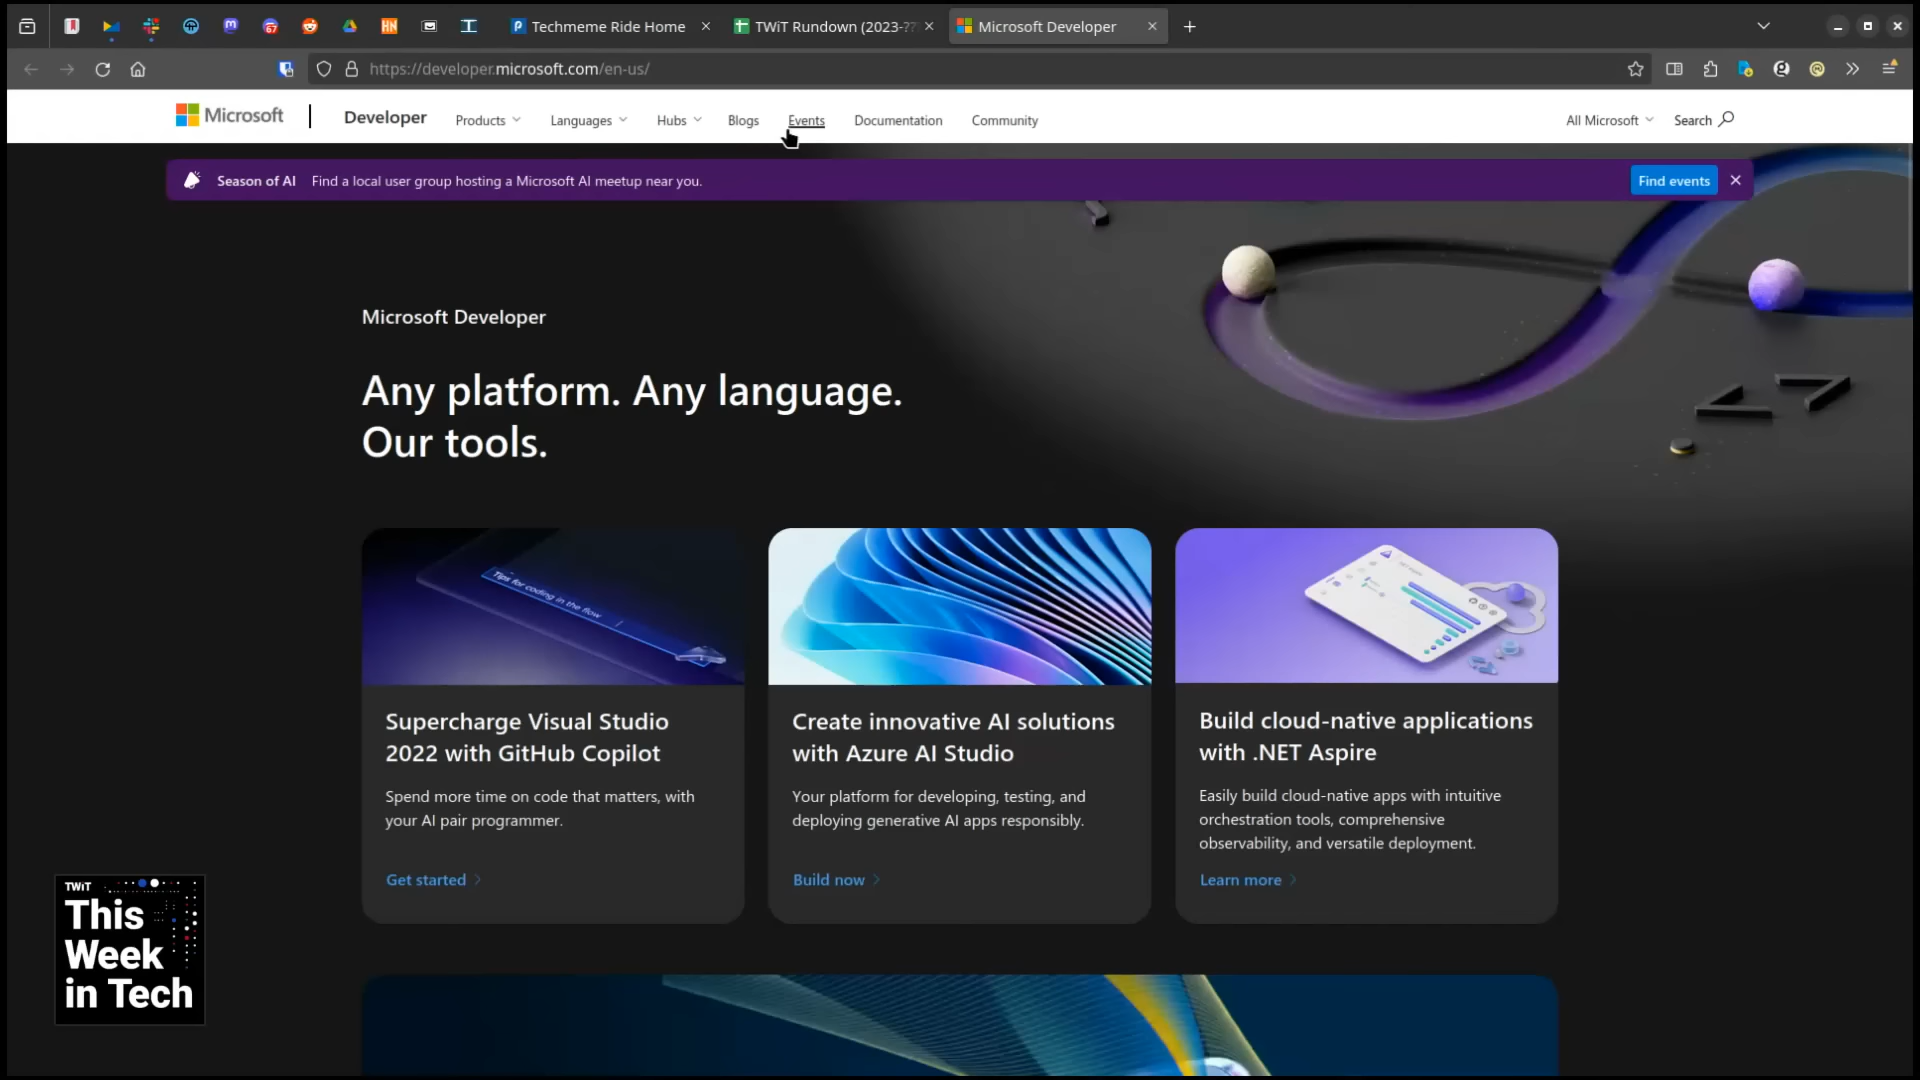 Techmeme Ride Home
TWiT Rundown (2023-??
Microsoft Developer
https://developer.microsoft.com/en-us/
Microsoft
Developer
Products
Languages
Hubs
Blogs
Events
Documentation
Community
All Microsoft
Search
Season of AI
Find a local user group hosting a Microsoft AI meetup near you.
Find events
Microsoft Developer
Any platform. Any language.
Our tools.
Tips for coding in the flow
Supercharge Visual Studio
2022 with GitHub Copilot
Spend more time on code that matters, with
your AI pair programmer.
Get started
Create innovative AI solutions
with Azure AI Studio
Your platform for developing, testing, and
deploying generative AI apps responsibly.
Build now
Build cloud-native applications
with .NET Aspire
Easily build cloud-native apps with intuitive
orchestration tools, comprehensive
observability, and versatile deployment.
Learn more
TWiT
This
Week
in Tech